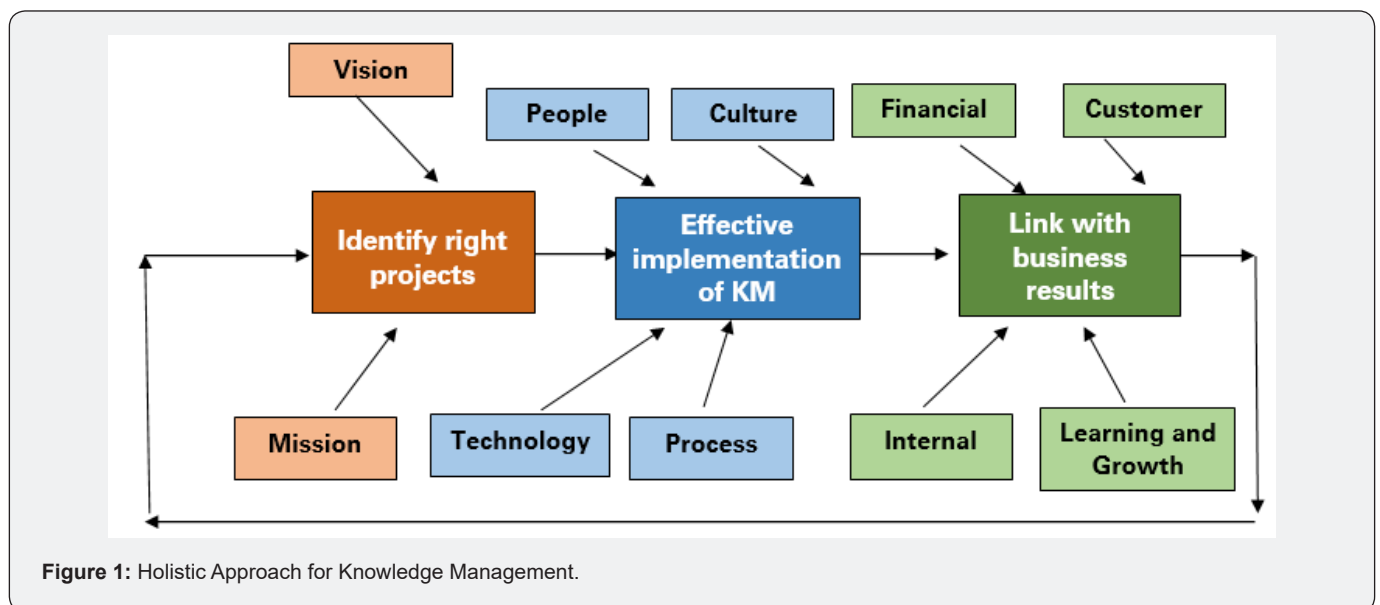 Vision
People
Culture
Financial
Customer
Identify right
projects
Effective
implementation
of KM
Link with
business
results
Mission
Technology
Process
Internal
Learning and
Growth
Figure 1: Holistic Approach for Knowledge Management.